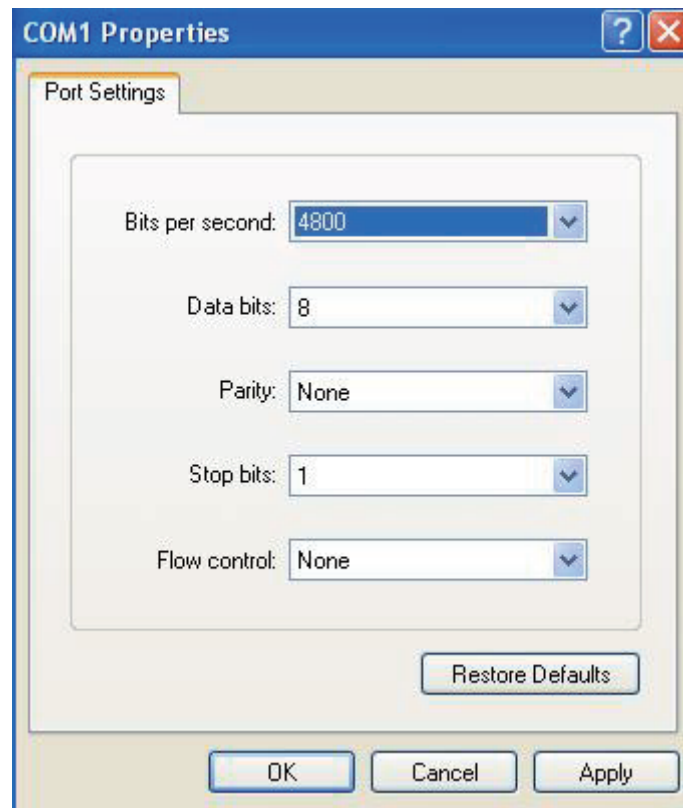 COM1 Properties
?
Port Settings
Bits per second: 4800
Data bits: 8
Parity: None
Stop bits: 1
Flow control: None
Restore Defaults
OK Cancel Apply